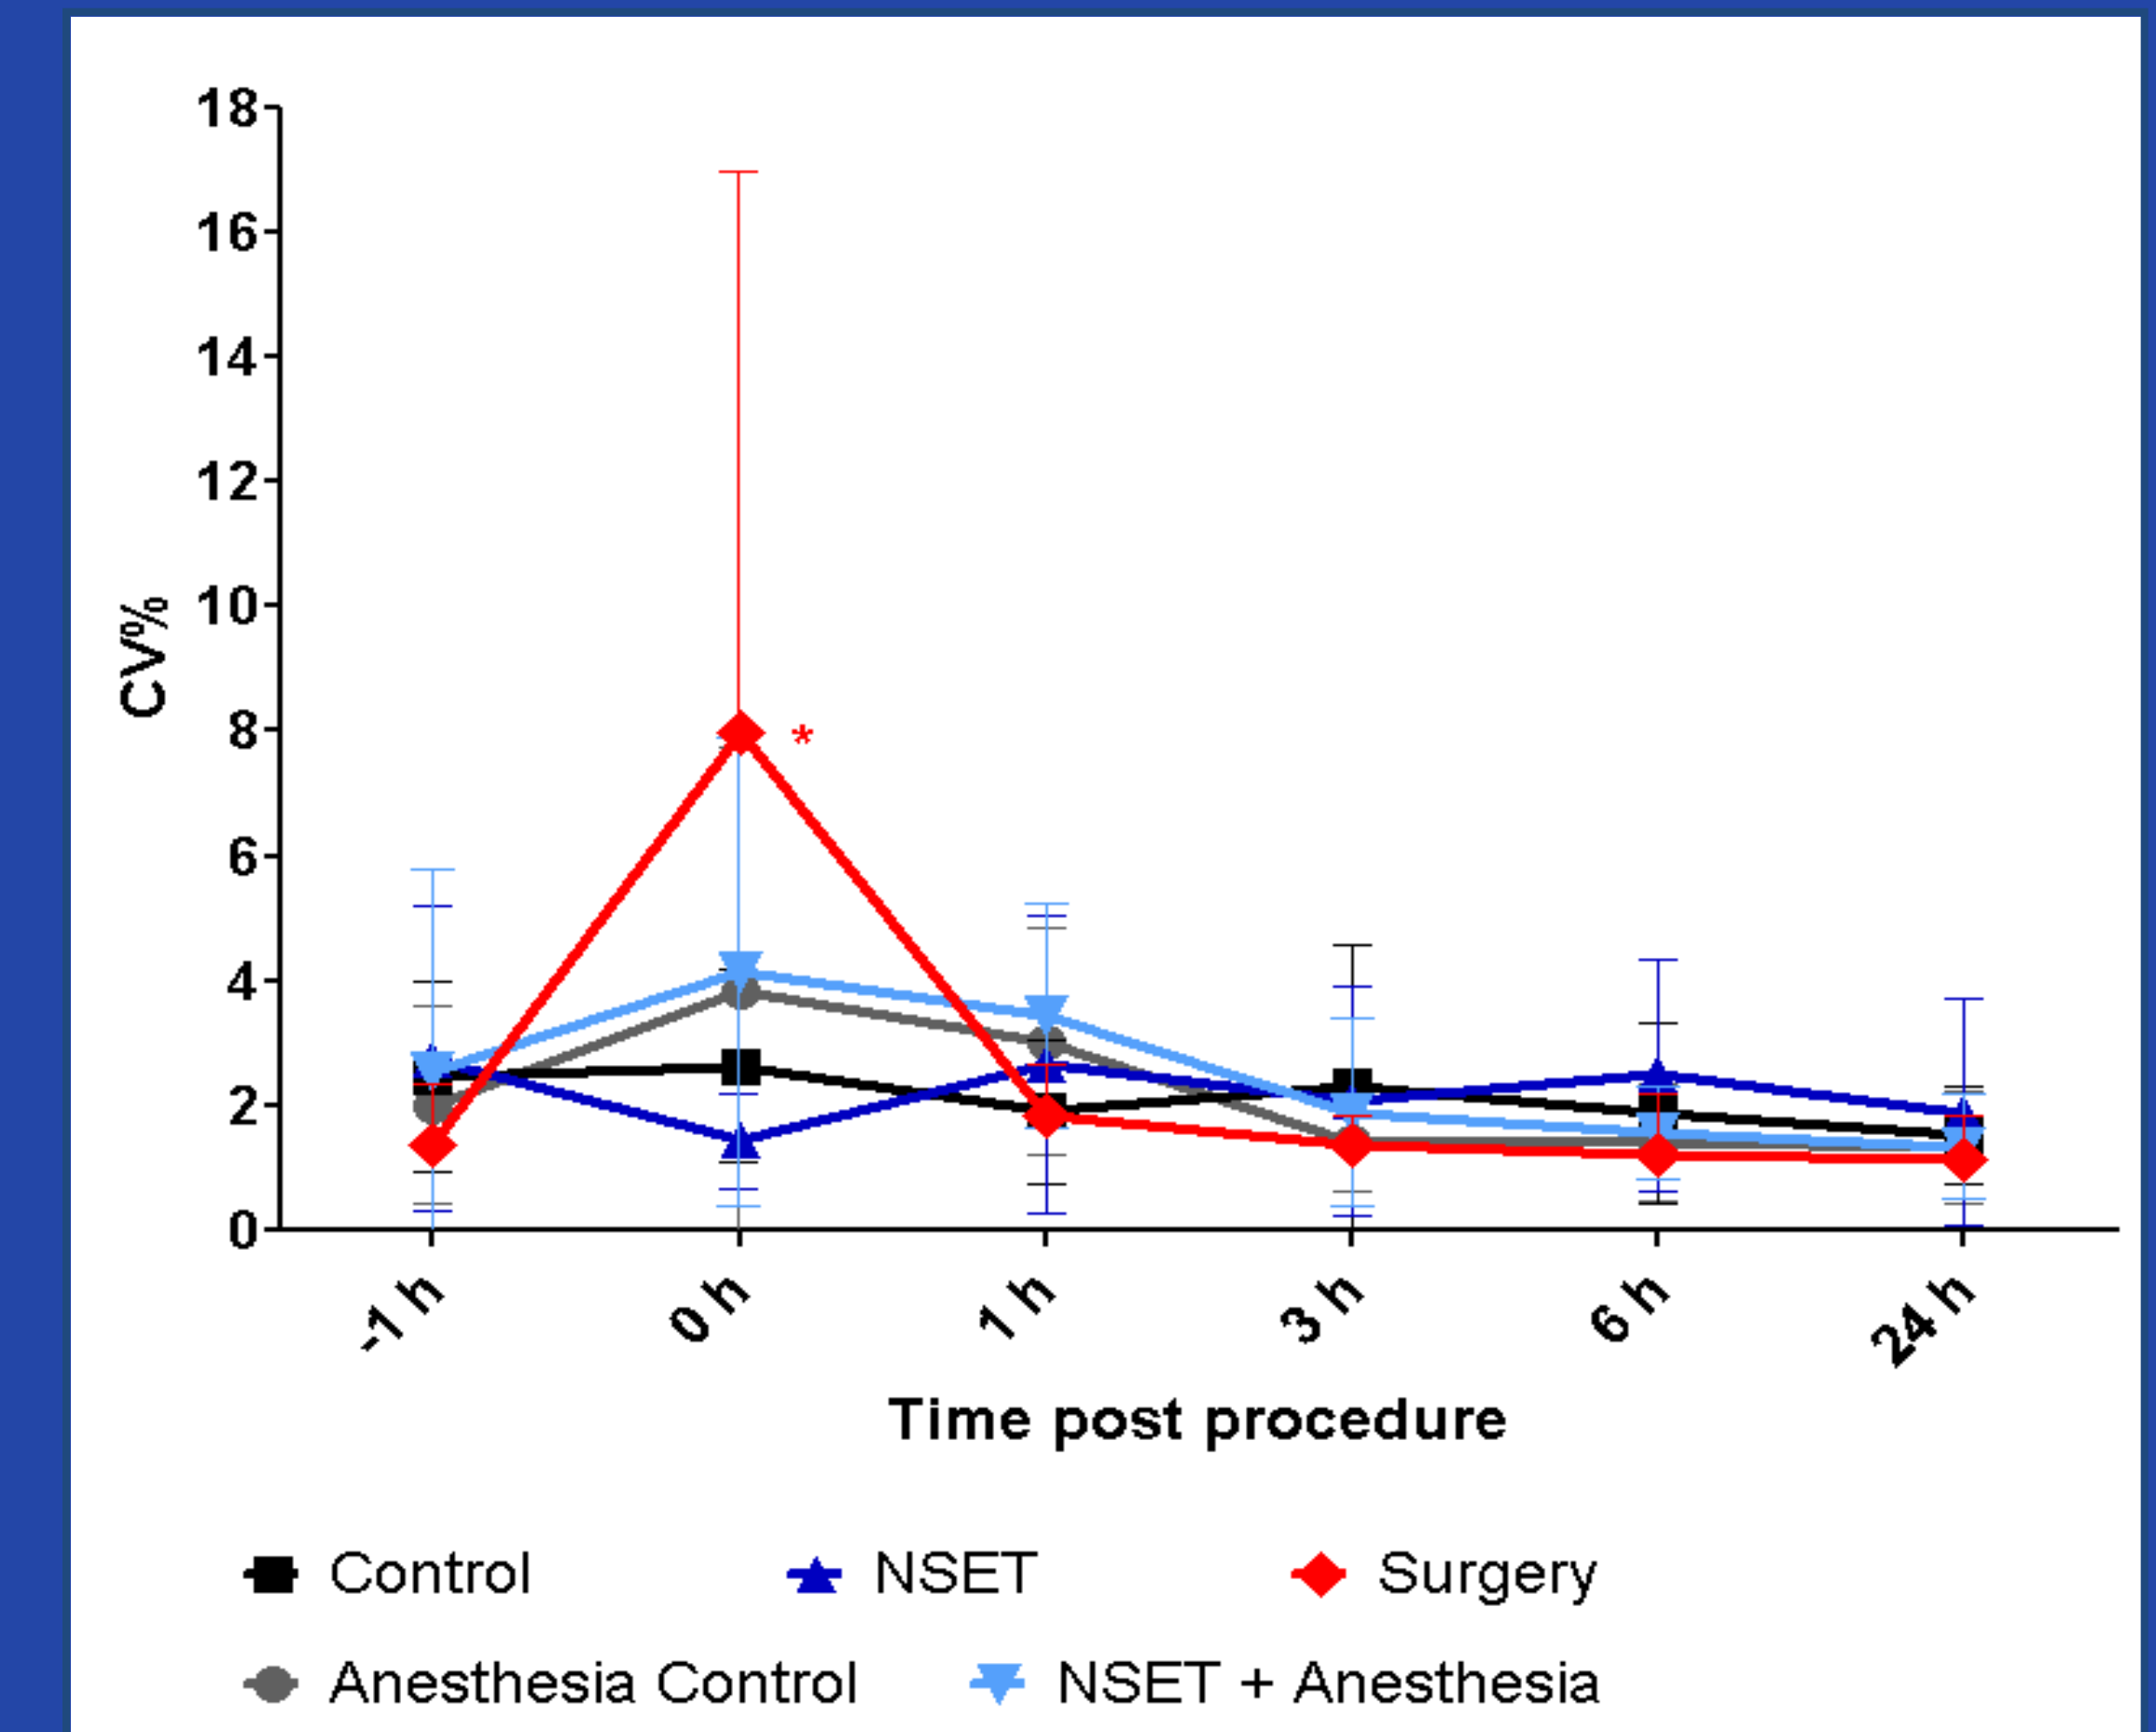 18
16
14
12
10
8
6
4
2
0
CV%
*
-1 h
0 h
1 h
3 h
6 h
24 h
Time post procedure
Control NSET Surgery
Anesthesia Control NSET + Anesthesia